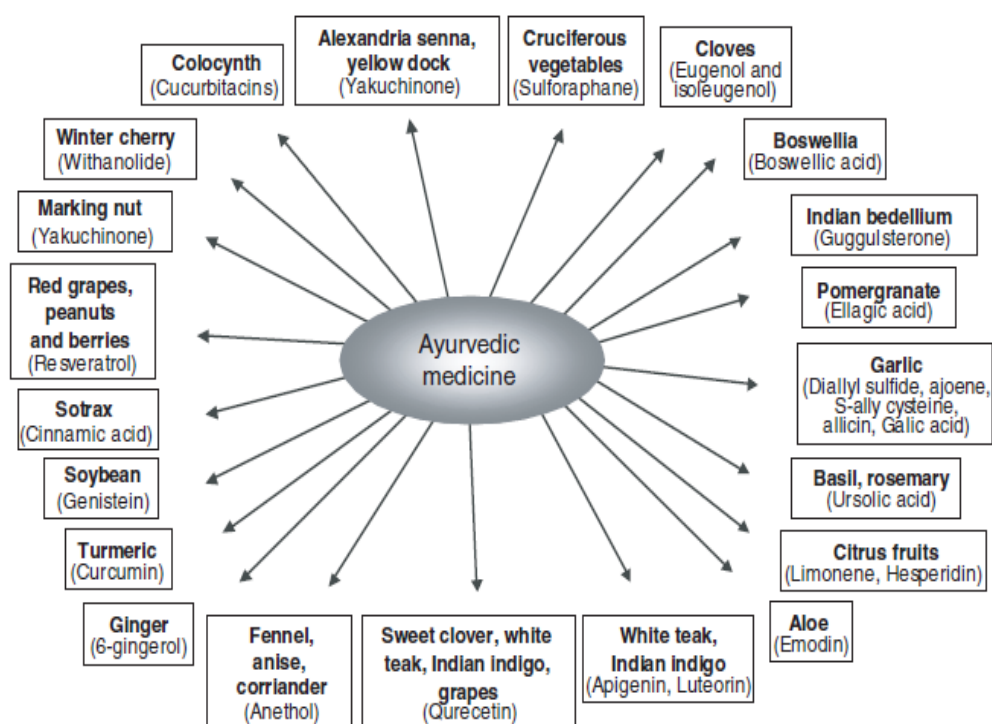 Colocynth
(Cucurbitacins)
Alexandria senna,
yellow dock
(Yakuchinone)
Cruciferous
vegetables
(Sulforaphane)
Cloves
(Eugenol and
isoleugenol)
Winter cherry
(Withanolide)
Boswellia
(Boswellic acid)
Marking nut
(Yakuchinone)
Indian bedellium
(Guggulsterone)
Red grapes,
peanuts
and berries
(Resveratrol)
Pomergranate
(Ellagic acid)
Ayurvedic
medicine
Garlic
(Diallyl sulfide, ajoene,
S-ally cysteine,
allicin, Galic acid)
Sotrax
(Cinnamic acid)
Soybean
(Genistein)
Basil, rosemary
(Ursolic acid)
Turmeric
(Curcumin)
Citrus fruits
(Limonene, Hesperidin)
Ginger
(6-gingerol)
Fennel,
anise,
corriander
(Anethol)
Sweet clover, white
teak, Indian indigo,
grapes
(Qurecetin)
White teak,
Indian indigo
(Apigenin, Luteorin)
Aloe
(Emodin)